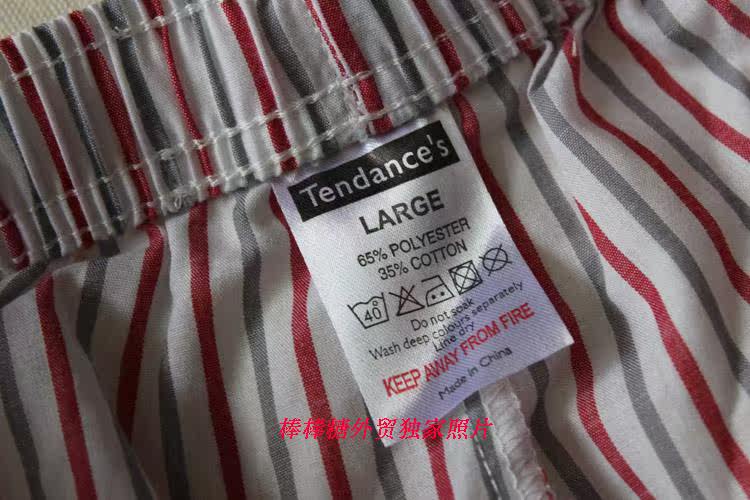 Tendance's
LARGE
65% POLYESTER
35% COTTON
40
Do not soak
Wash deep colours separately
Line dry
KEEP AWAY FROM FIRE
Made in China
棒棒糖外贸独家照片